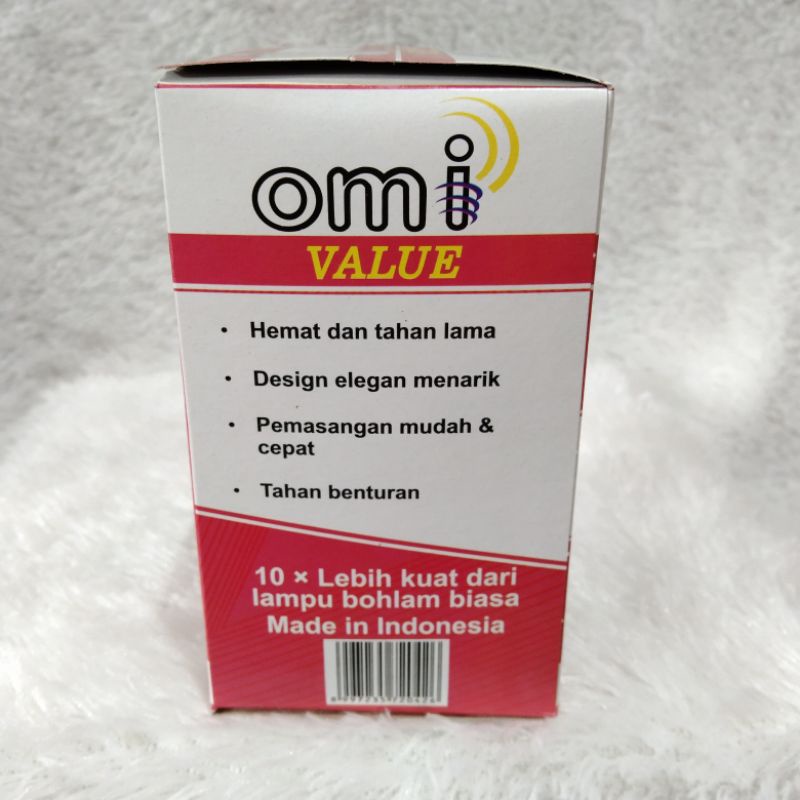 omi
VALUE
• Hemat dan tahan lama
• Design elegan menarik
• Pemasangan mudah &
cepat
• Tahan benturan
10 × Lebih kuat dari
lampu bohlam biasa
Made in Indonesia